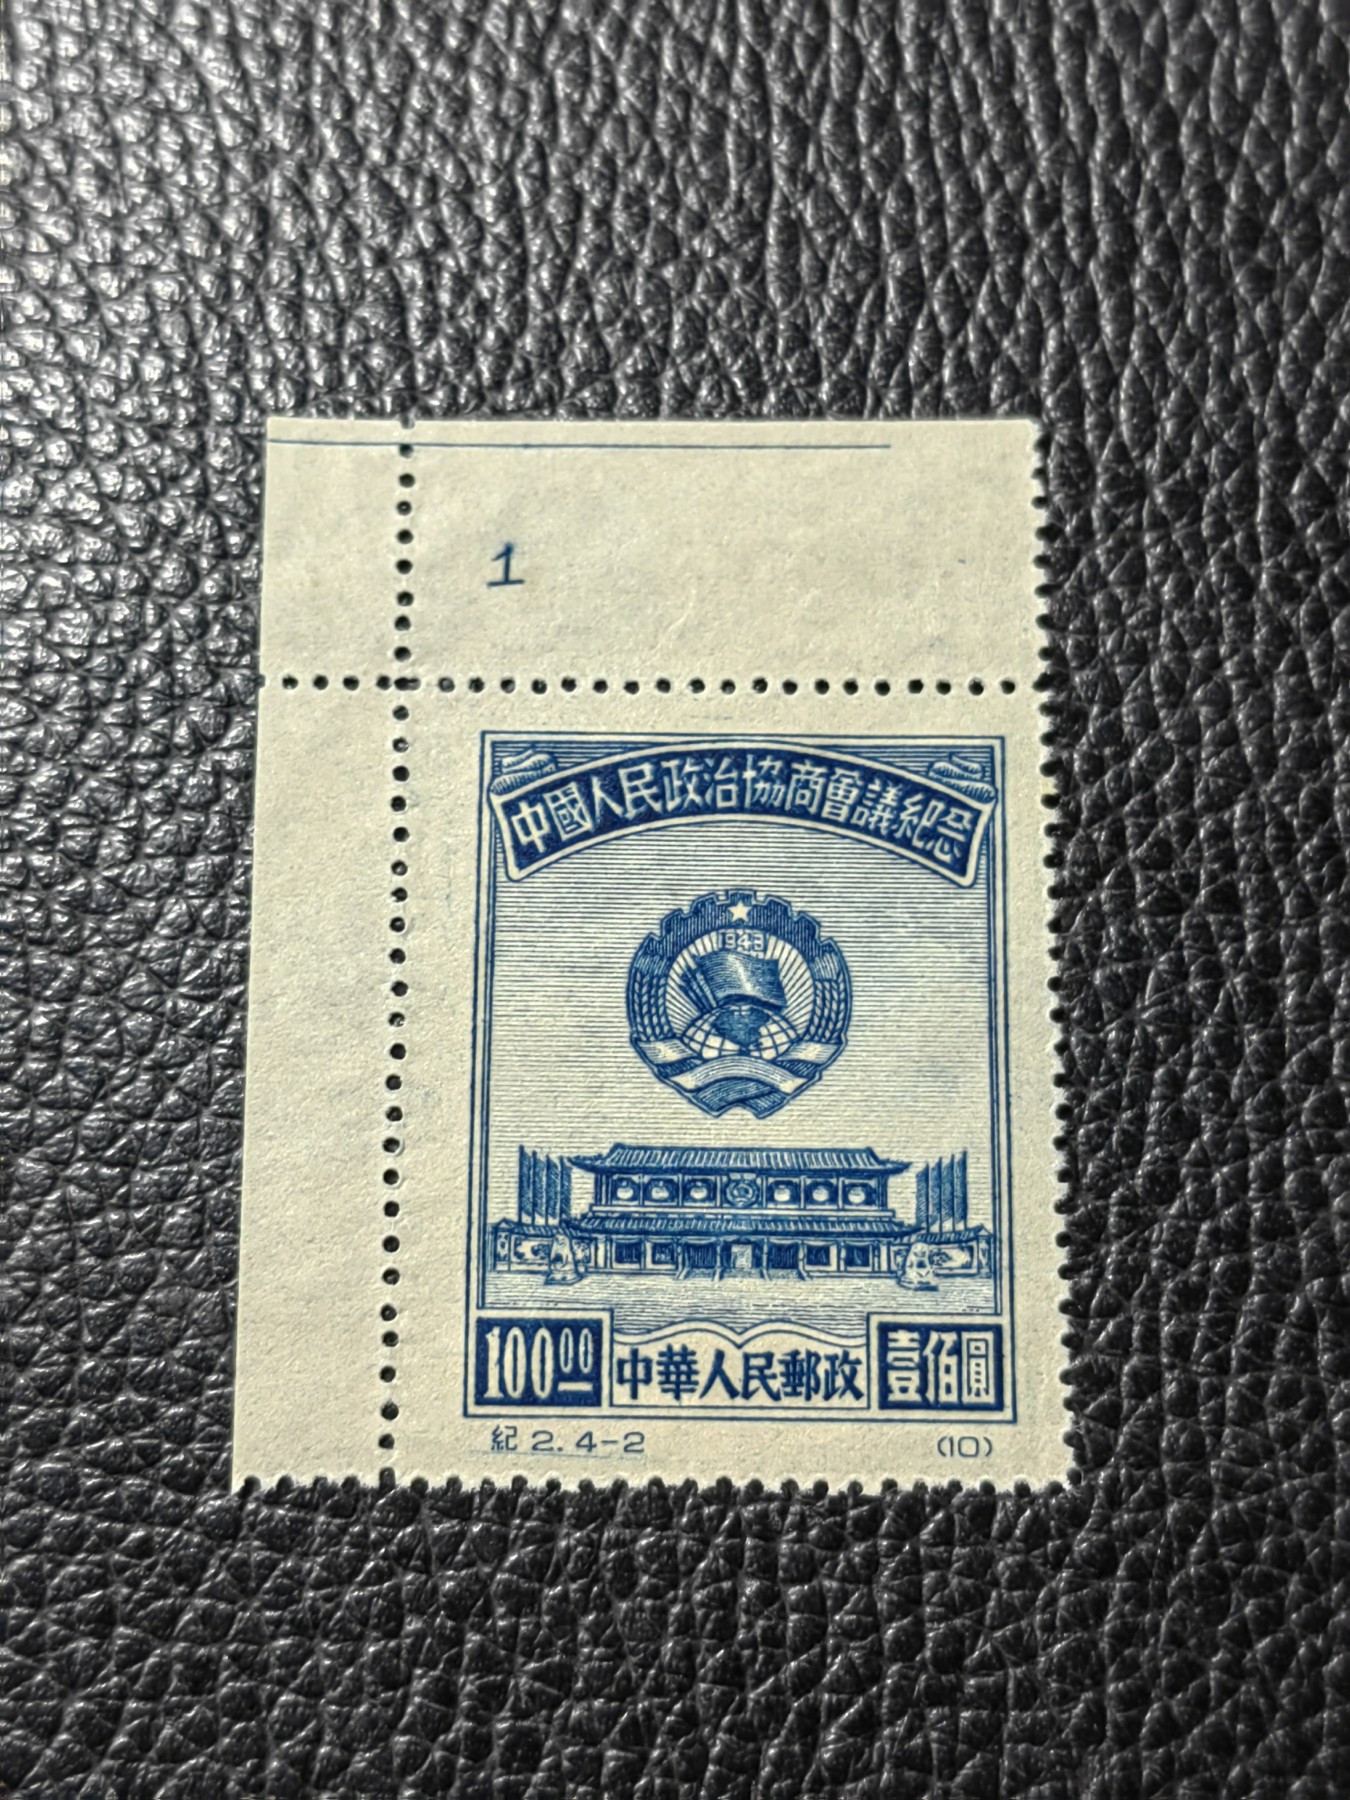 1
中國人民政治協商會議紀念
1949
100.00
中華人民郵政
壹佰圓
紀 2. 4-2
(10)